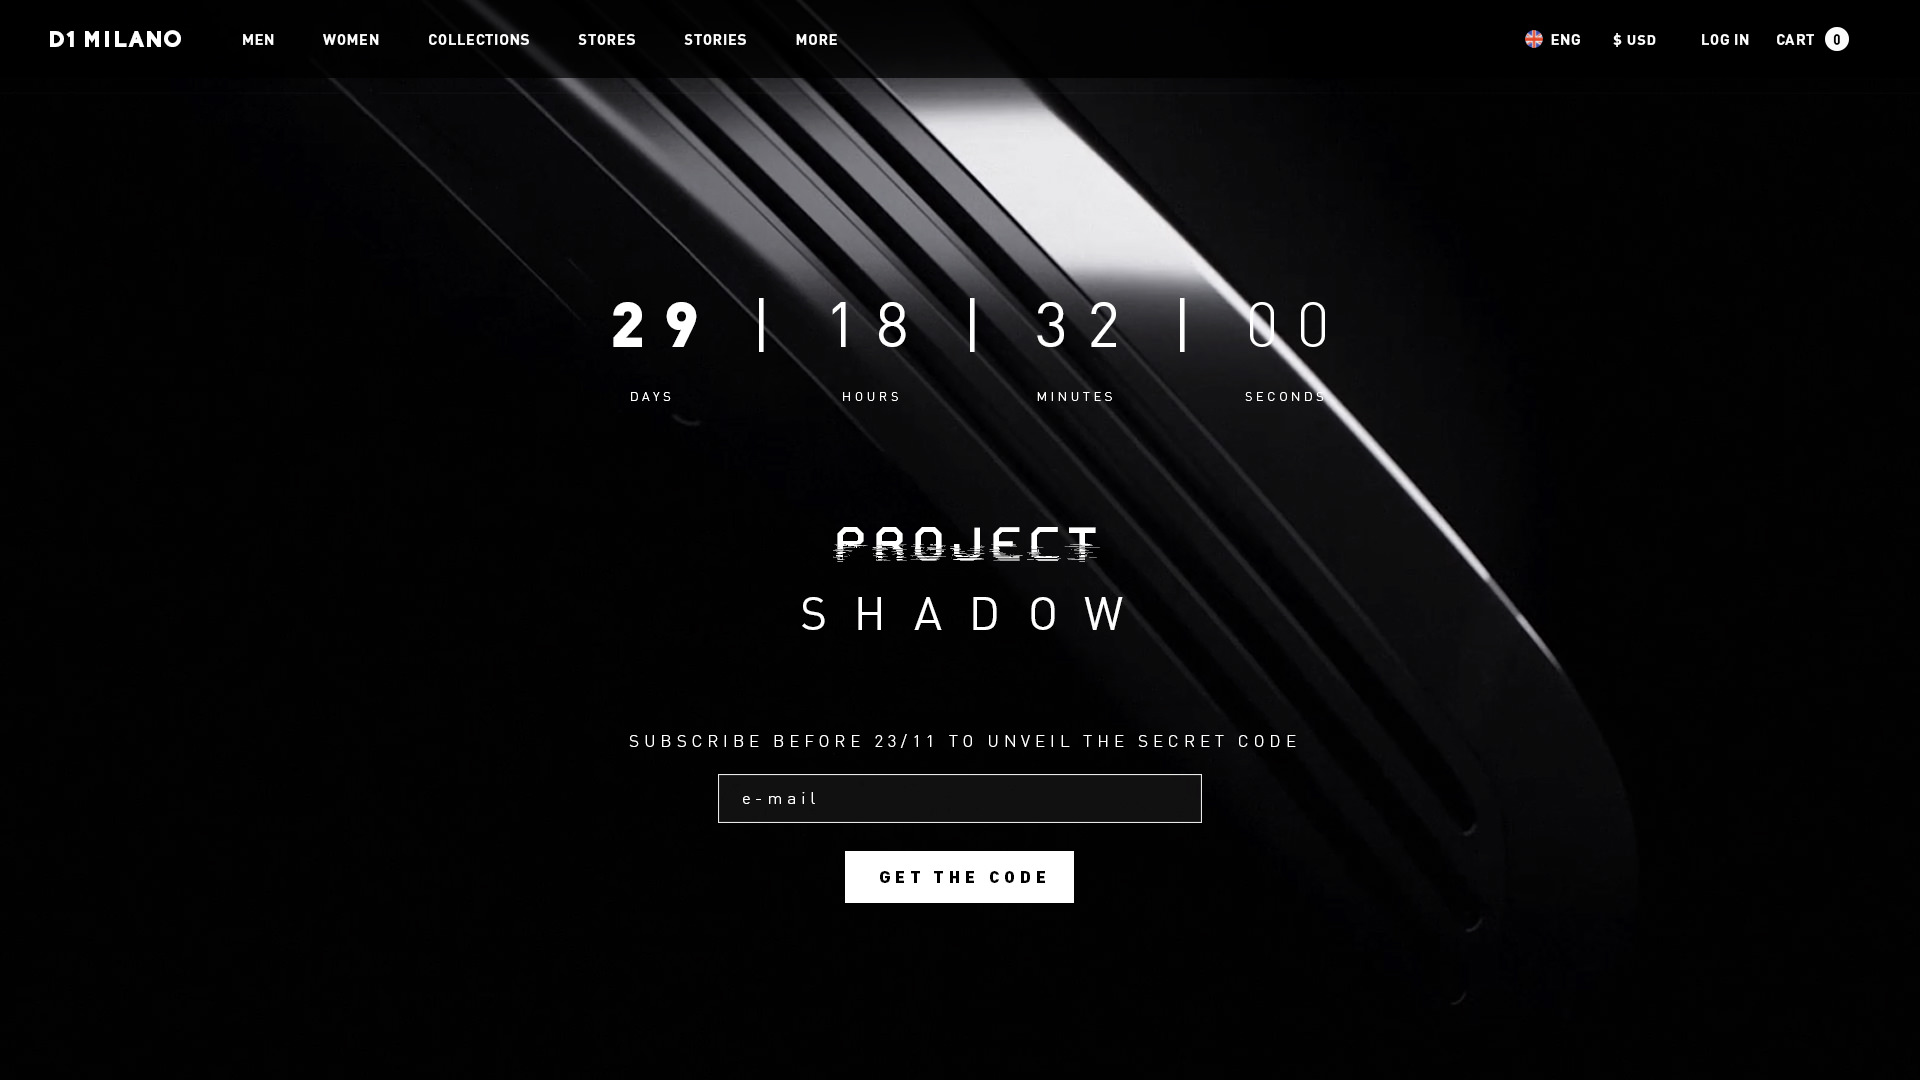 D1 MILANO MEN WOMEN COLLECTIONS STORES STORIES MORE ENG $ USD LOG IN CART 0
29 | 18 | 32 | 00
DAYS HOURS MINUTES SECONDS
PROJECT
SHADOW
SUBSCRIBE BEFORE 23/11 TO UNVEIL THE SECRET CODE
e-mail
GET THE CODE